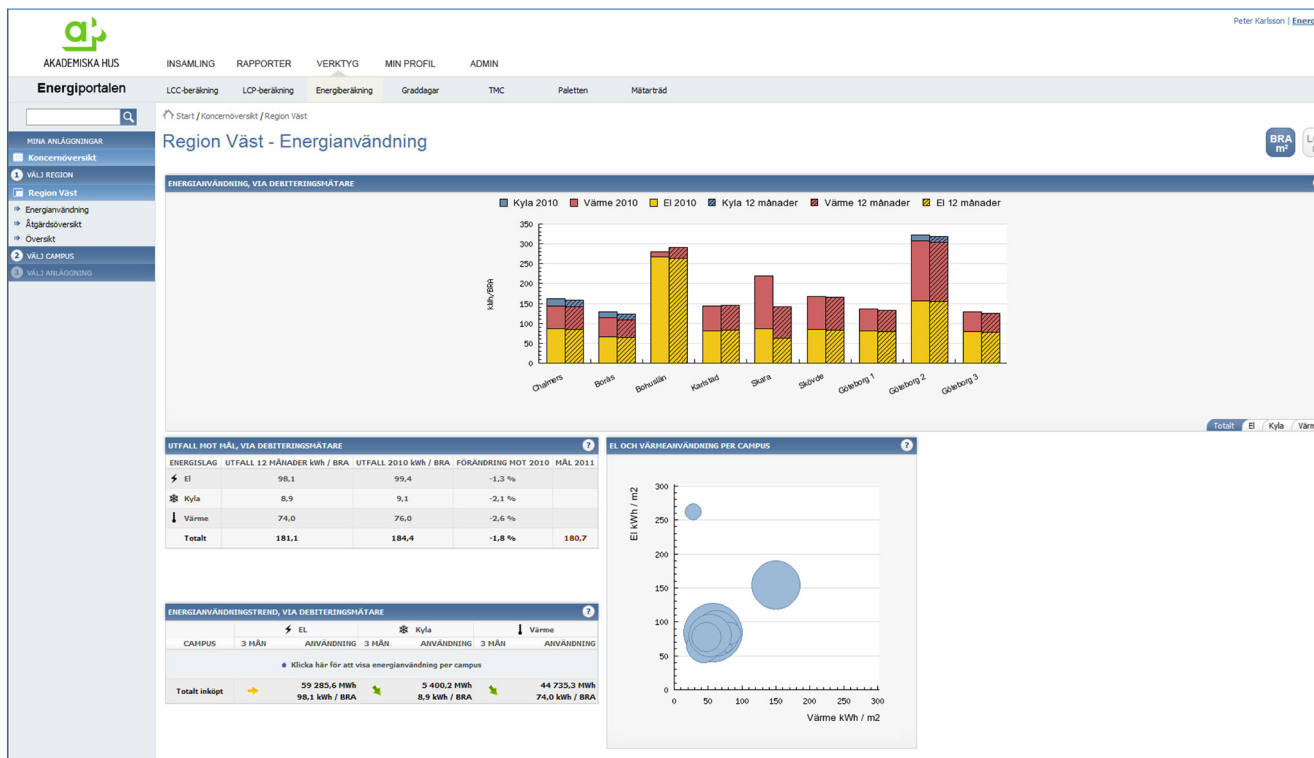 Peter Karlsson |
AKADEMISKA HUS
INSAMLING RAPPORTER VERKTYG MIN PROFIL ADMIN
Energiportalen
LCC-beräkning LCP-beräkning Energiberäkning Graddagar TMC Paletten Mätarträd
Start / Koncernöversikt / Region Väst
Region Väst - Energianvändning
BRA
m²
MINA ANLÄGGNINGAR
Koncernöversikt
1 VÄLJ REGION
Region Väst
Energianvändning
Åtgärdsöversikt
Översikt
2 VÄLJ CAMPUS
3 VÄLJ ANLÄGGNING
ENERGIANVÄNDNING, VIA DEBITERINGSMÄTARE
Kyla 2010 Värme 2010 El 2010 Kyla 12 månader Värme 12 månader El 12 månader
kWh/BRA
350
300
250
200
150
100
50
0
Chalmers Borås Bohuslän Karlstad Skara Skövde Göteborg 1 Göteborg 2 Göteborg 3
Totalt El Kyla
UTFALL MOT MÅL, VIA DEBITERINGSMÄTARE ?
ENERGISLAG UTFALL 12 MÅNADER kWh / BRA UTFALL 2010 kWh / BRA FÖRÄNDRING MOT 2010 MÅL 2011
El 98,1 99,4 -1,3 %
Kyla 8,9 9,1 -2,1 %
Värme 74,0 76,0 -2,6 %
Totalt 181,1 184,4 -1,8 % 180,7
ENERGIANVÄNDNINGSTREND, VIA DEBITERINGSMÄTARE ?
EL Kyla Värme
CAMPUS 3 MÅN ANVÄNDNING 3 MÅN ANVÄNDNING 3 MÅN ANVÄNDNING
Klicka här för att visa energianvändning per campus
Totalt inköpt 59 285,6 MWh 5 400,2 MWh 44 735,3 MWh
98,1 kWh / BRA 8,9 kWh / BRA 74,0 kWh / BRA
EL OCH VÄRMEANVÄNDNING PER CAMPUS ?
El kWh / m2
300
250
200
150
100
50
0
0 50 100 150 200 250 300
Värme kWh / m2